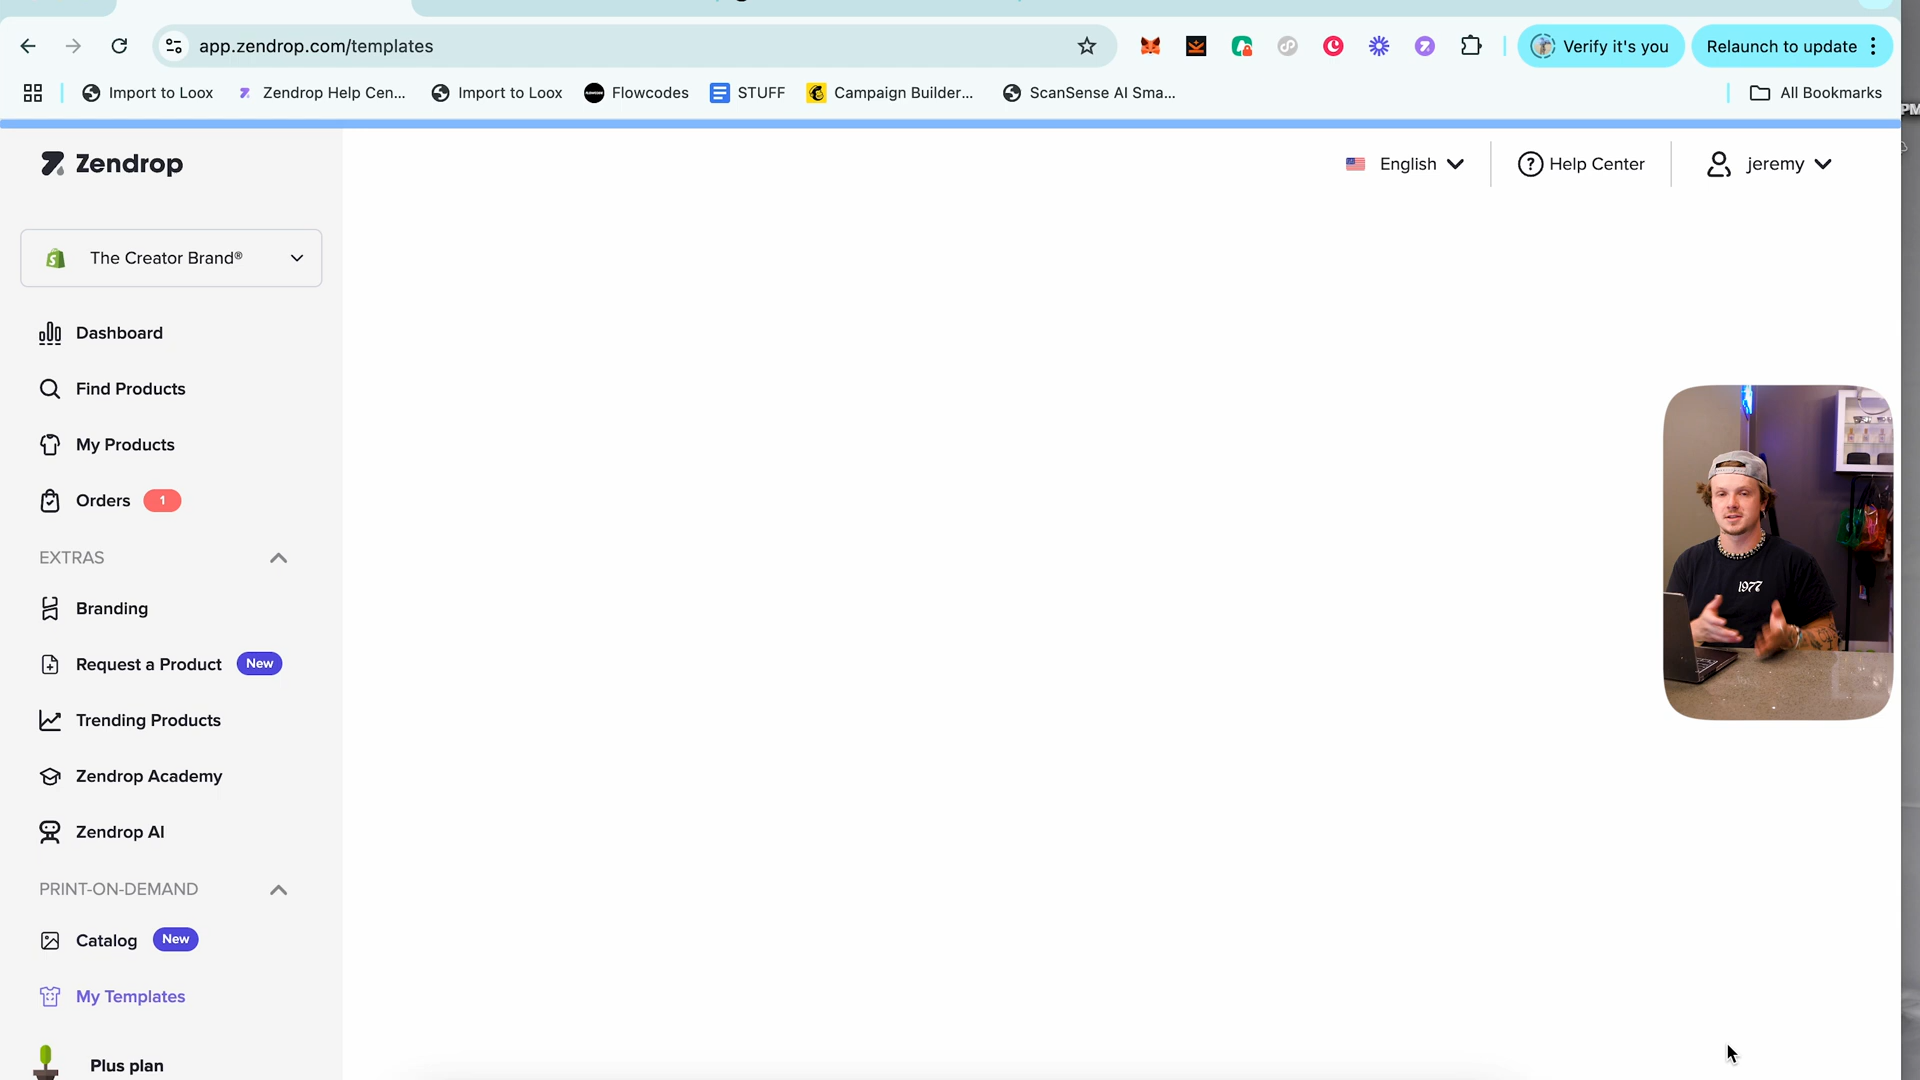 app.zendrop.com/templates
Verify it's you
Relaunch to update
Import to Loox
Zendrop Help Cen...
Import to Loox
Flowcodes
STUFF
Campaign Builder...
ScanSense AI Sma...
All Bookmarks
PM
Zendrop
English
Help Center
jeremy
The Creator Brand®
Dashboard
Find Products
My Products
Orders 1
EXTRAS
Branding
Request a Product New
Trending Products
Zendrop Academy
Zendrop AI
PRINT-ON-DEMAND
Catalog New
My Templates
Plus plan
1977